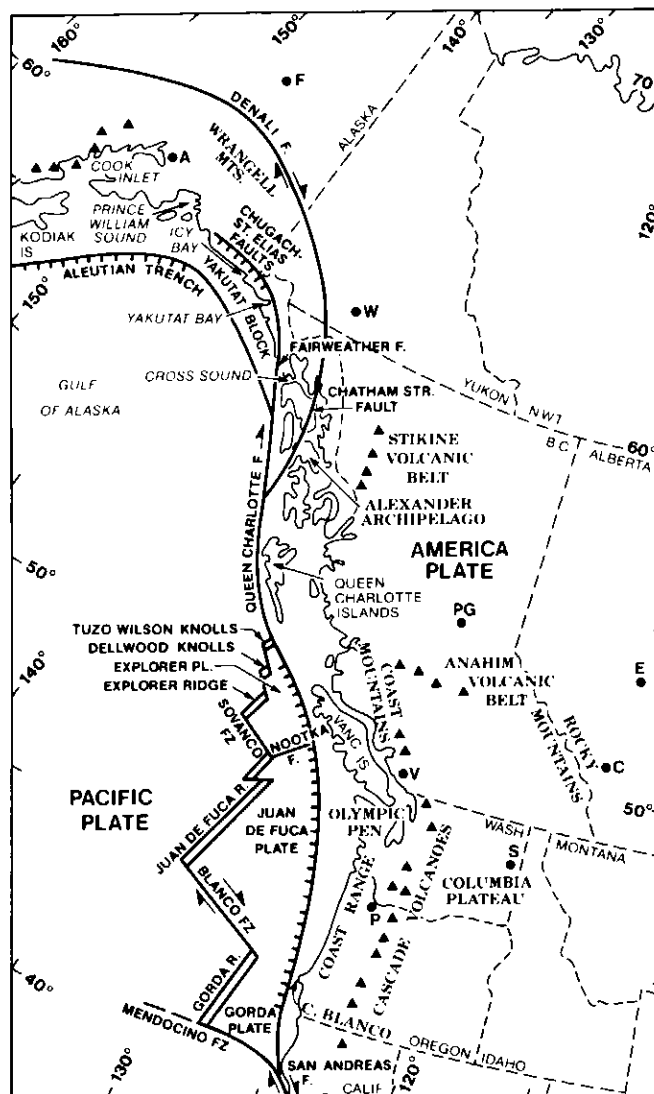 160°
150°
140°
130°
60°
70
F
DENALI F.
ALASKA
WRANGELL
MTS.
A
COOK
INLET
PRINCE
WILLIAM
SOUND
KODIAK
IS
ICY
BAY
CHUGACH-
ST. ELIAS
FAULTS
120°
ALEUTIAN TRENCH
YAKUTAT BLOCK
150°
YAKUTAT BAY
W
FAIRWEATHER F.
CROSS SOUND
CHATHAM STR.
FAULT
YUKON
N.W.T.
GULF
OF ALASKA
B.C.
ALBERTA
60°
STIKINE
VOLCANIC
BELT
ALEXANDER
ARCHIPELAGO
QUEEN CHARLOTTE F.
AMERICA
PLATE
50°
QUEEN
CHARLOTTE
ISLANDS
PG
TUZO WILSON KNOLLS
DELLWOOD KNOLLS
EXPLORER PL.
EXPLORER RIDGE
140°
ANAHIM
VOLCANIC
BELT
E
COAST
MOUNTAINS
ROCKY
MOUNTAINS
SOVANCO
FZ
NOOTKA
F.
VANC IS
V
C
50°
PACIFIC
PLATE
JUAN DE FUCA R.
JUAN
DE FUCA
PLATE
OLYMPIC
PEN
WASH
MONTANA
S
COLUMBIA
PLATEAU
BLANCO FZ
COAST RANGE
P
CASCADE VOLCANOES
40°
GORDA R.
GORDA
PLATE
C. BLANCO
MENDOCINO FZ
OREGON
IDAHO
SAN ANDREAS
F.
CALIF
130°
120°